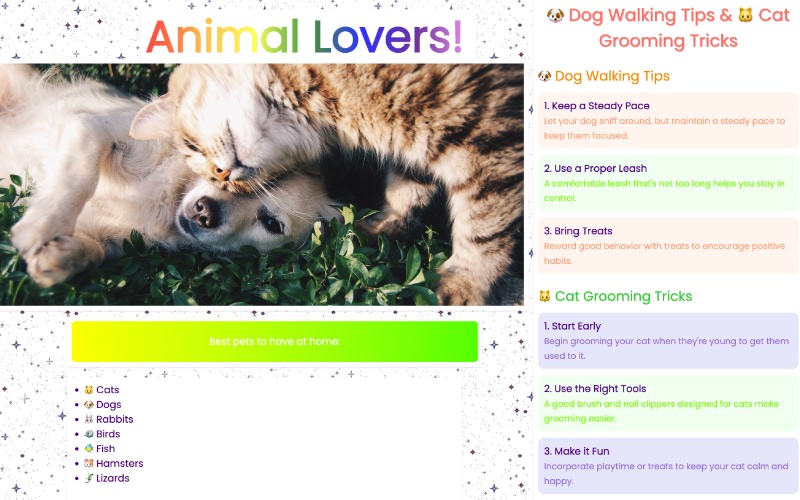 Animal Lovers!
Best pets to have at home:
🐱 Cats
🐶 Dogs
🐰 Rabbits
🐦 Birds
🐠 Fish
🐹 Hamsters
🦎 Lizards
🐶 Dog Walking Tips & 🐱 Cat
Grooming Tricks
🐶 Dog Walking Tips
1. Keep a Steady Pace
Let your dog sniff around, but maintain a steady pace to
keep them focused.
2. Use a Proper Leash
A comfortable leash that's not too long helps you stay in
control.
3. Bring Treats
Reward good behavior with treats to encourage positive
habits.
🐱 Cat Grooming Tricks
1. Start Early
Begin grooming your cat when they're young to get them
used to it.
2. Use the Right Tools
A good brush and nail clippers designed for cats make
grooming easier.
3. Make it Fun
Incorporate playtime or treats to keep your cat calm and
happy.